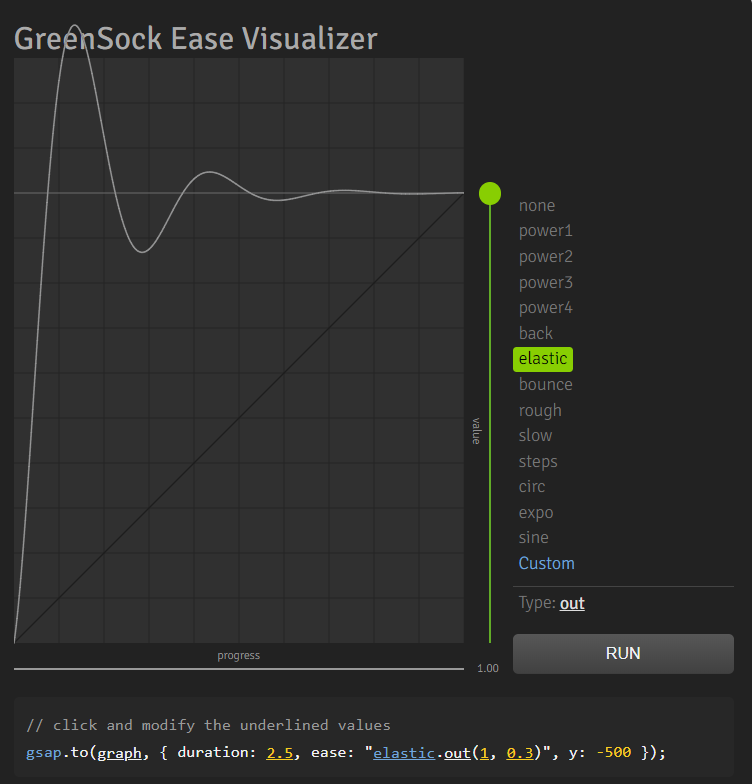 GreenSock Ease Visualizer
none
power1
power2
power3
power4
back
elastic
bounce
rough
slow
steps
circ
expo
sine
Custom
value
Type: out
progress
1.00
RUN
// click and modify the underlined values
gsap.to(graph, { duration: 2.5, ease: "elastic.out(1, 0.3)", y: -500 });